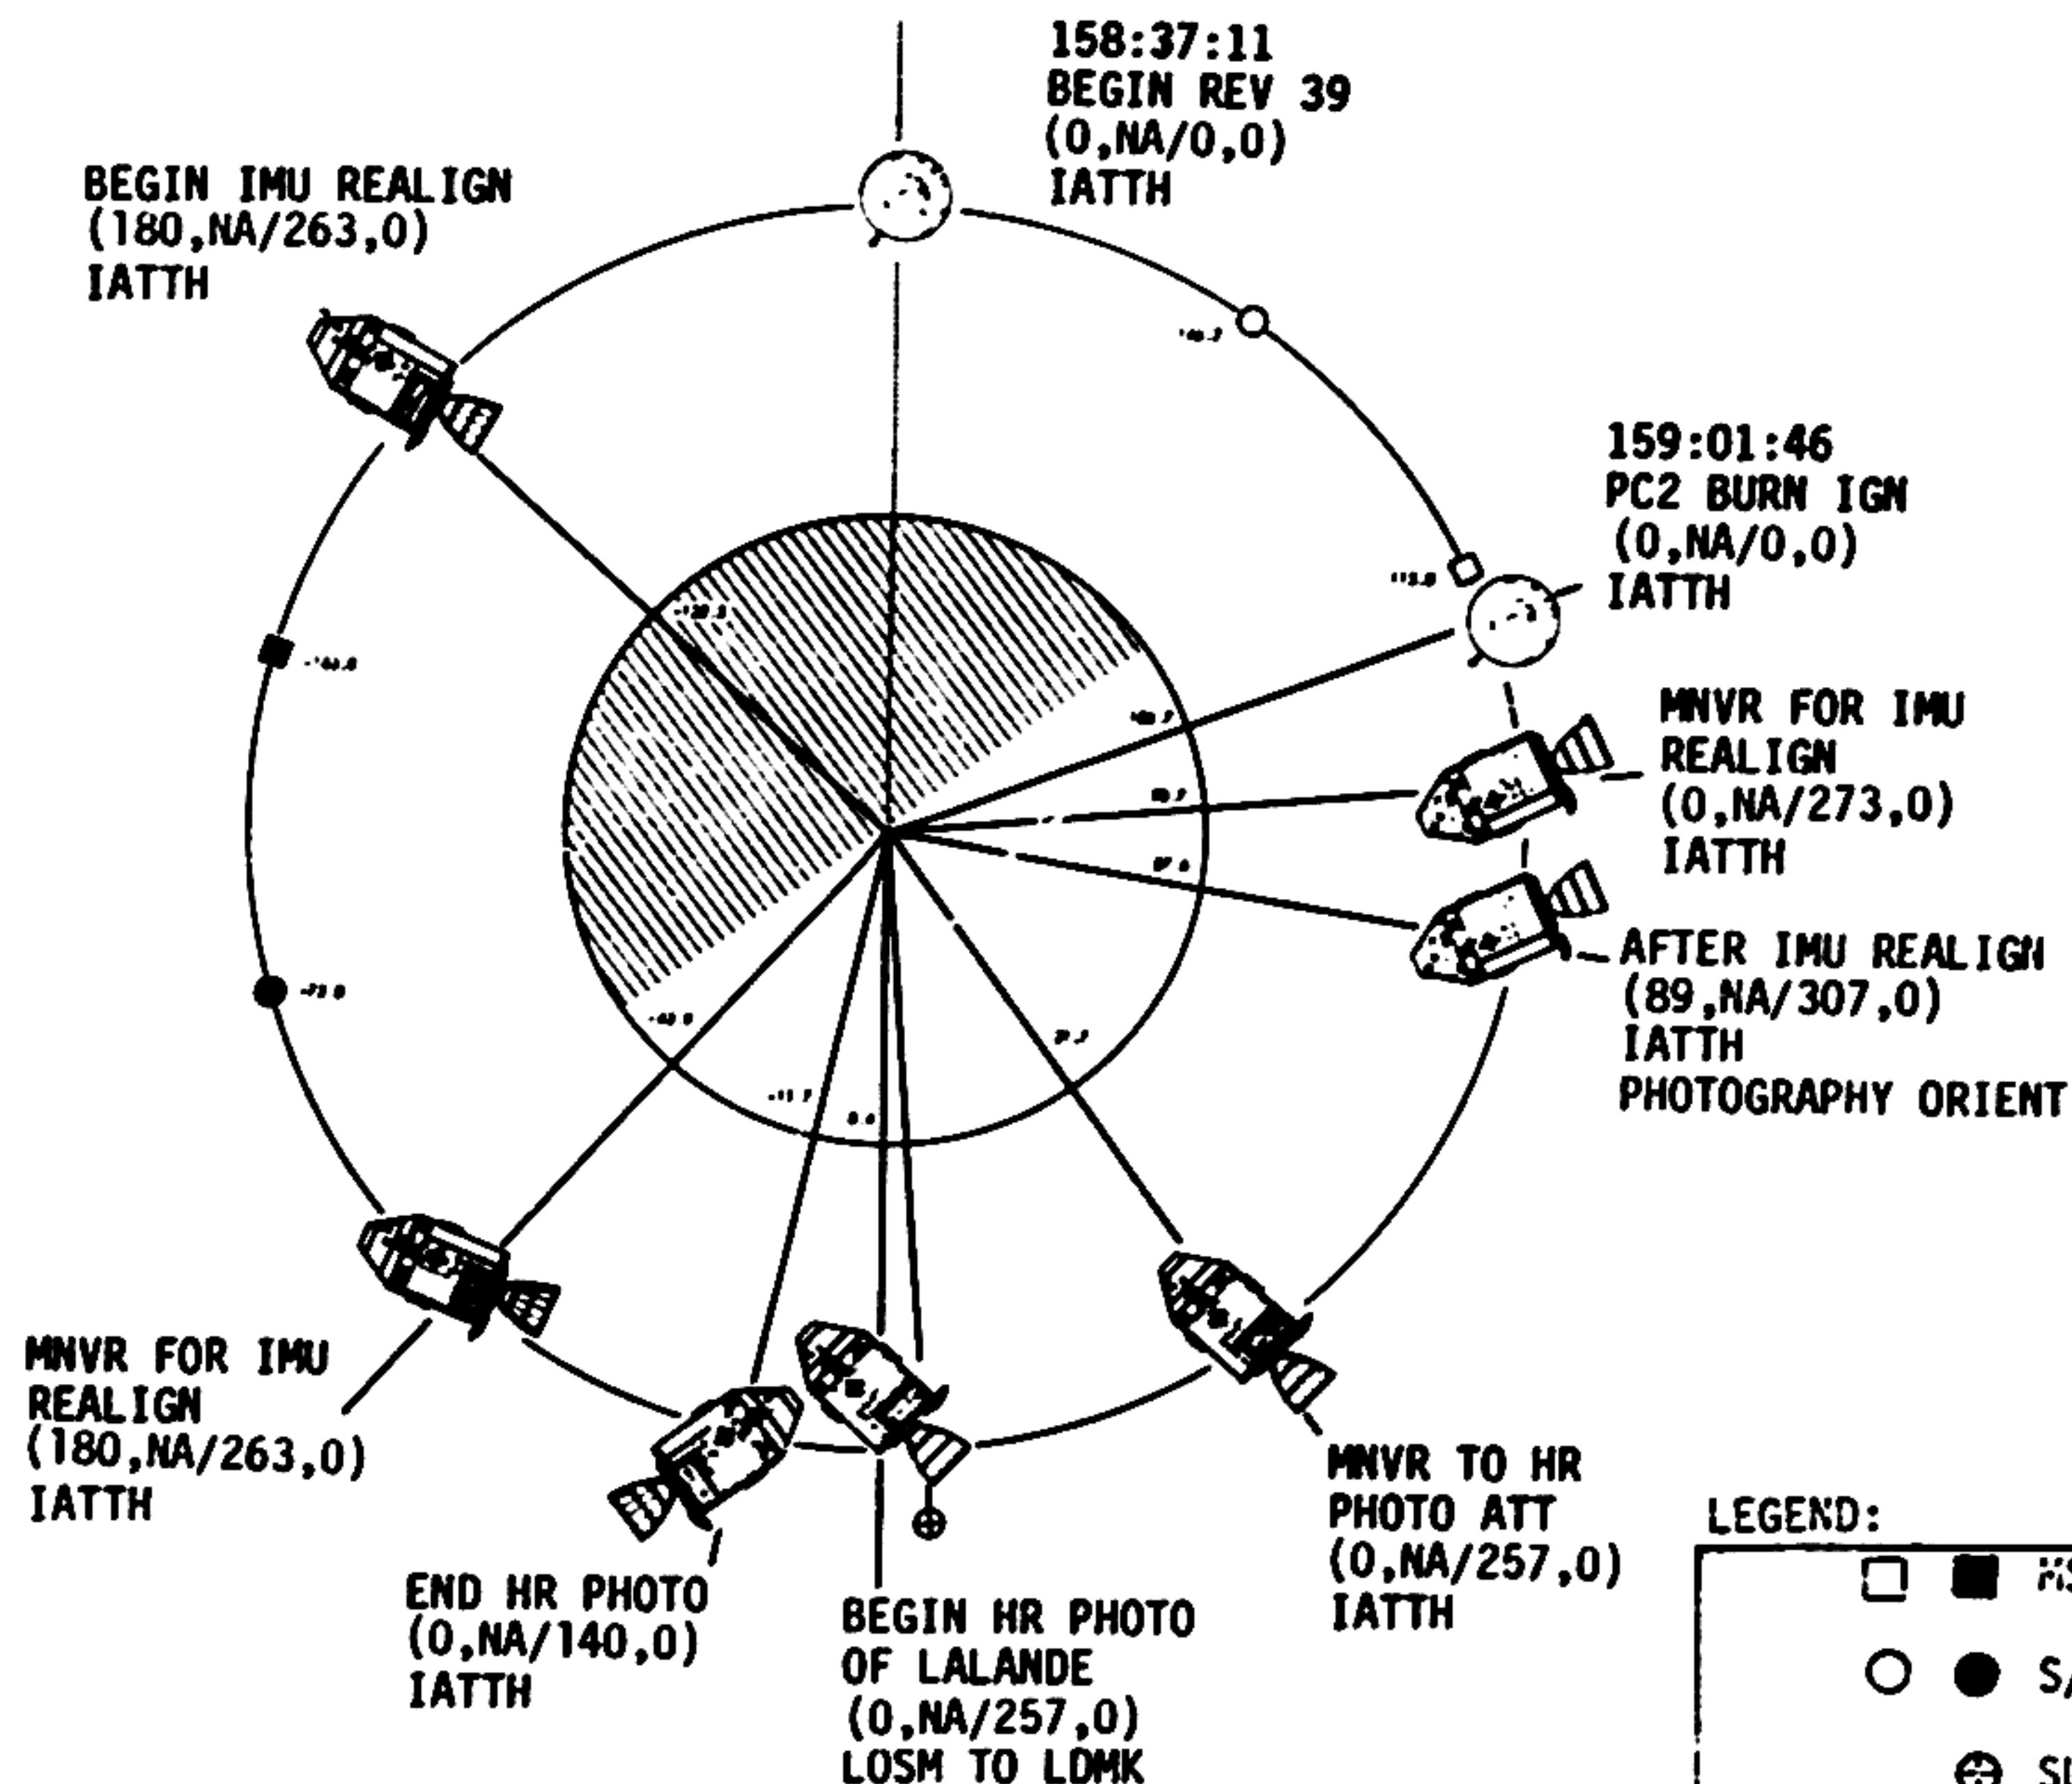 158:37:11
BEGIN REV 39
(0,NA/0,0)
IATTH
BEGIN IMU REALIGN
(180,NA/263,0)
IATTH
159:01:46
PC2 BURN IGN
(0,NA/0,0)
IATTH
MNVR FOR IMU
REALIGN
(0,NA/273,0)
IATTH
AFTER IMU REALIGN
(89,NA/307,0)
IATTH
PHOTOGRAPHY ORIENT
MNVR TO HR
PHOTO ATT
(0,NA/257,0)
IATTH
BEGIN HR PHOTO
OF LALANDE
(0,NA/257,0)
LOSM TO LDMK
END HR PHOTO
(0,NA/140,0)
IATTH
MNVR FOR IMU
REALIGN
(180,NA/263,0)
IATTH
LEGEND: